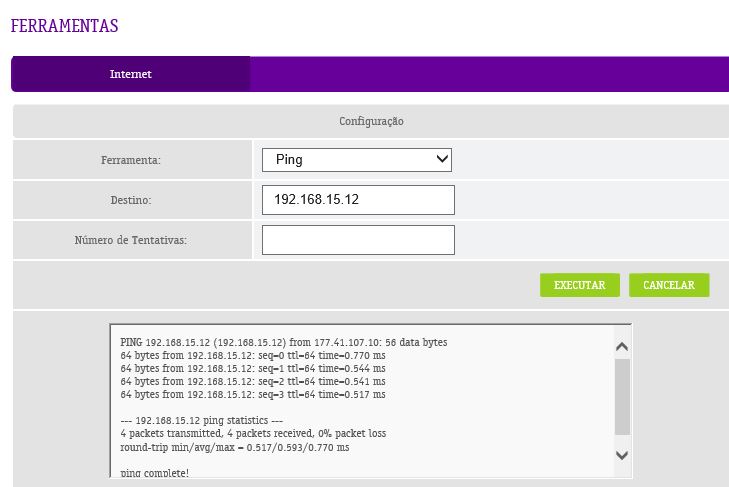 FERRAMENTAS
Internet
Configuração
Ferramenta:
Ping
Destino:
192.168.15.12
Número de Tentativas:
EXECUTAR CANCELAR
PING 192.168.15.12 (192.168.15.12) from 177.41.107.10: 56 data bytes
64 bytes from 192.168.15.12: seq=0 ttl=64 time=0.770 ms
64 bytes from 192.168.15.12: seq=1 ttl=64 time=0.544 ms
64 bytes from 192.168.15.12: seq=2 ttl=64 time=0.541 ms
64 bytes from 192.168.15.12: seq=3 ttl=64 time=0.517 ms
--- 192.168.15.12 ping statistics ---
4 packets transmitted, 4 packets received, 0% packet loss
round-trip min/avg/max = 0.517/0.593/0.770 ms
ping complete!